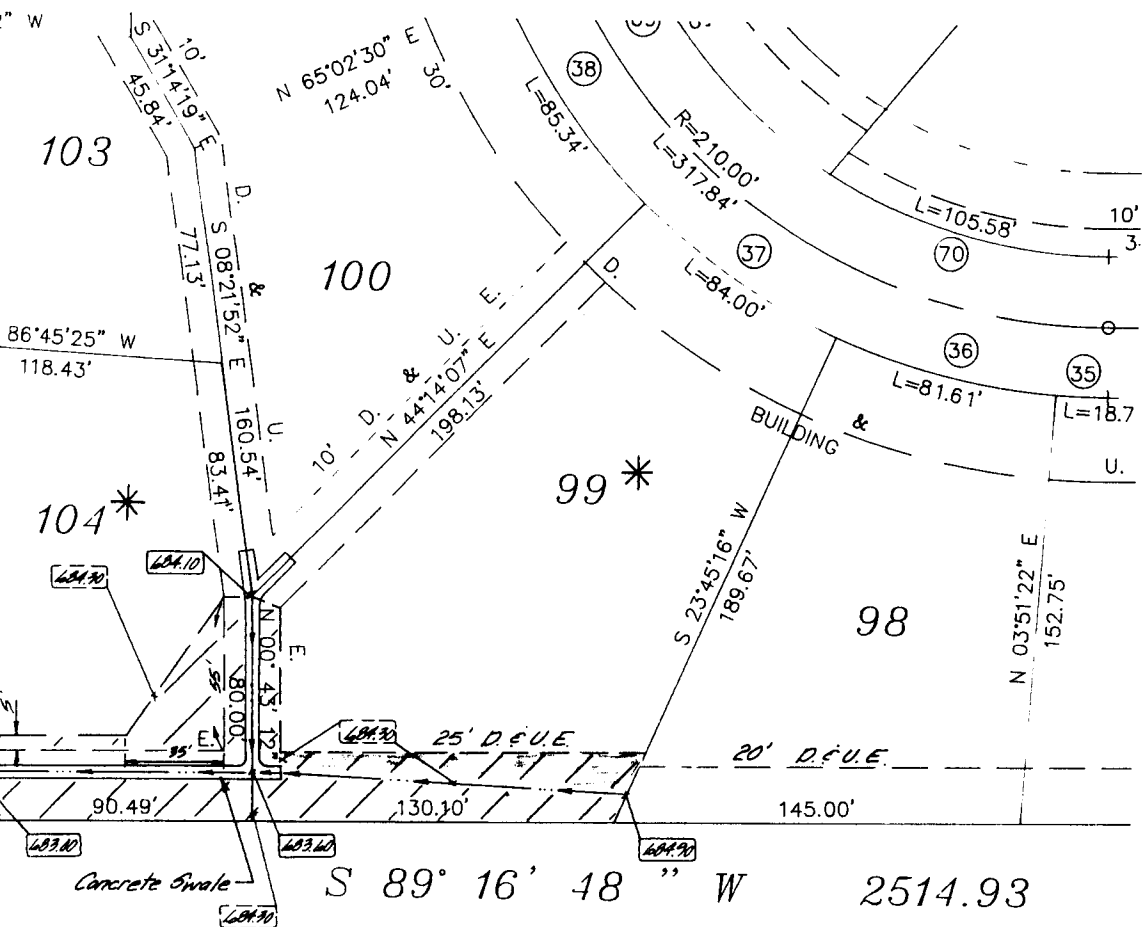 2" W
10'
S 31°14'19" E
45.84'
N 65°02'30" E
124.04'
30'
38
L=85.34'
R=210.00'
L=317.84'
103
D.
&
U.
E.
77.13'
S 08°21'52" E
160.54'
100
L=105.58'
10'
37
70
L=84.00'
D.
86°45'25" W
118.43'
10' D. & U. E.
N 44°14'07" E
198.13'
36
35
L=81.61'
L=18.7
BUILDING &
U.
83.41'
104 *
99 *
S 23°45'16" W
189.67'
98
N 03°51'22" E
152.75'
684.10
684.30
N 00° 43' 12"
80.00'
55'
5'
35'
E.
684.30
25' D. & U.E.
20' D. & U.E.
90.49'
130.10'
145.00'
683.60
684.90
Concrete Swale
684.30
S 89° 16' 48" W 2514.93